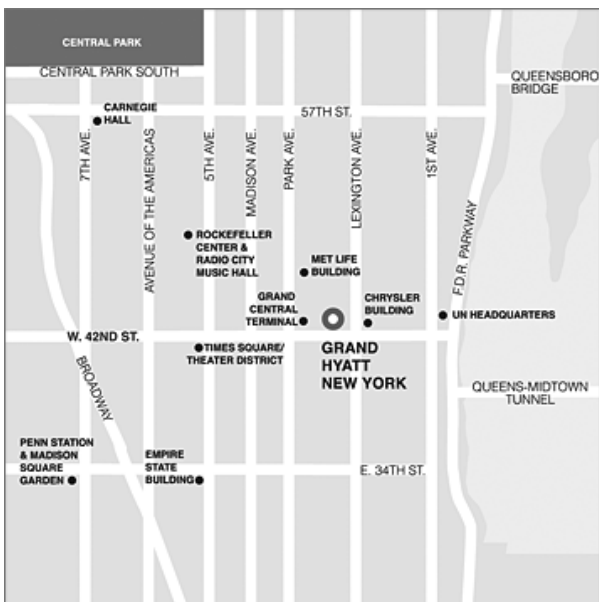 CENTRAL PARK
CENTRAL PARK SOUTH
QUEENSBORO
BRIDGE
CARNEGIE
HALL
57TH ST.
7TH AVE.
AVENUE OF THE AMERICAS
5TH AVE.
MADISON AVE.
PARK AVE.
LEXINGTON AVE.
1ST AVE.
F.D.R. PARKWAY
ROCKEFELLER
CENTER &
RADIO CITY
MUSIC HALL
MET LIFE
BUILDING
GRAND
CENTRAL
TERMINAL
CHRYSLER
BUILDING
UN HEADQUARTERS
W. 42ND ST.
TIMES SQUARE/
THEATER DISTRICT
GRAND
HYATT
NEW YORK
BROADWAY
QUEENS-MIDTOWN
TUNNEL
PENN STATION
& MADISON
SQUARE
GARDEN
EMPIRE
STATE
BUILDING
E. 34TH ST.